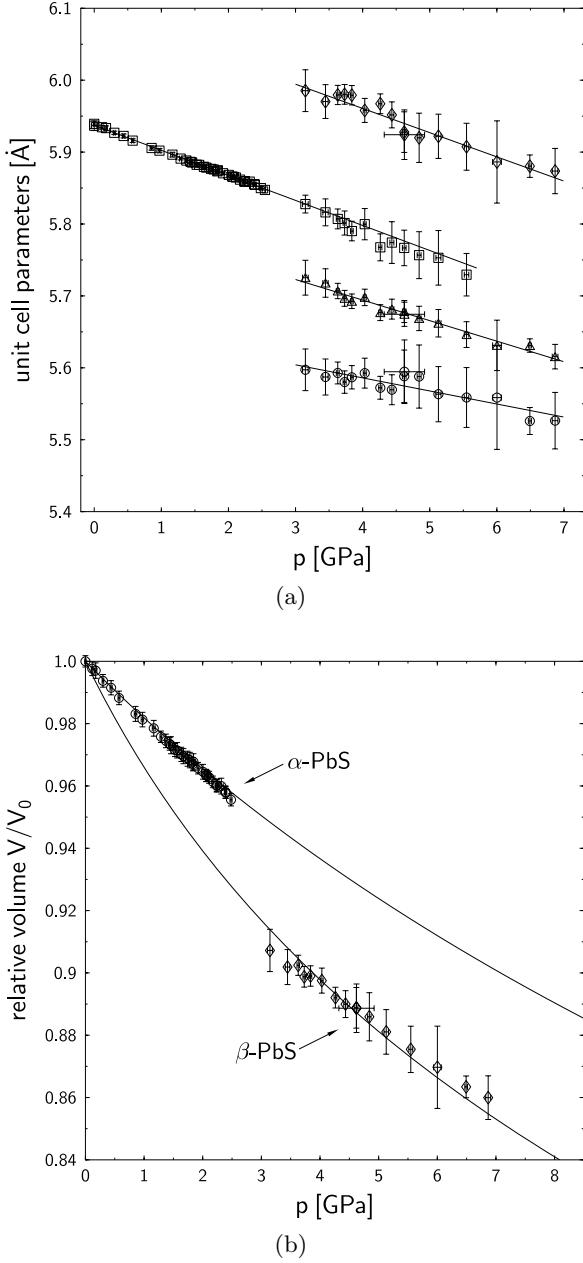 6.1
6.0
5.9
5.8
5.7
5.6
5.5
5.4
unit cell parameters [Å]
0 1 2 3 4 5 6 7
p [GPa]
(a)
1.0
0.98
0.96
0.94
0.92
0.9
0.88
0.86
0.84
relative volume V/V₀
α-PbS
β-PbS
0 1 2 3 4 5 6 7 8
p [GPa]
(b)